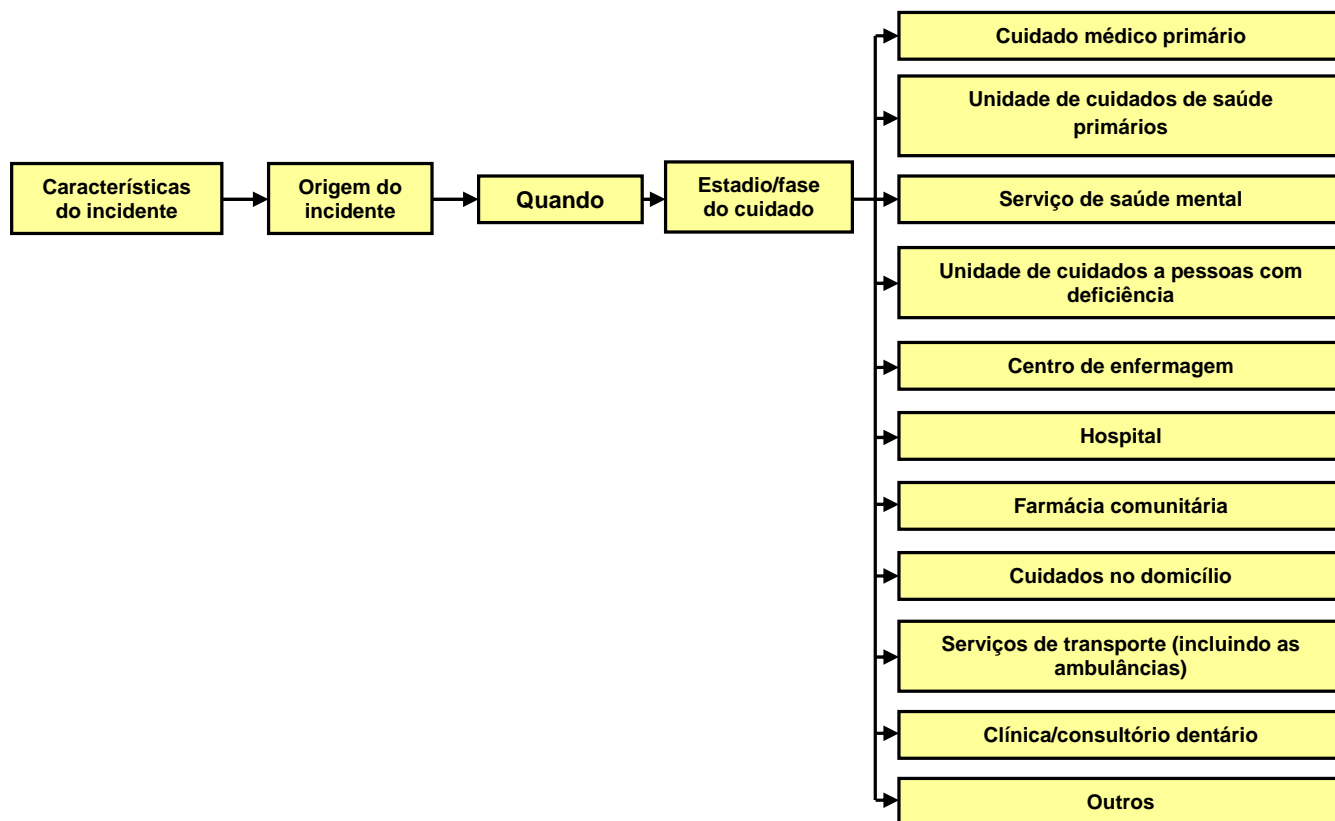 Características
do incidente
Origem do
incidente
Quando
Estadio/fase
do cuidado
Cuidado médico primário
Unidade de cuidados de saúde
primários
Serviço de saúde mental
Unidade de cuidados a pessoas com
deficiência
Centro de enfermagem
Hospital
Farmácia comunitária
Cuidados no domicílio
Serviços de transporte (incluindo as
ambulâncias)
Clínica/consultório dentário
Outros